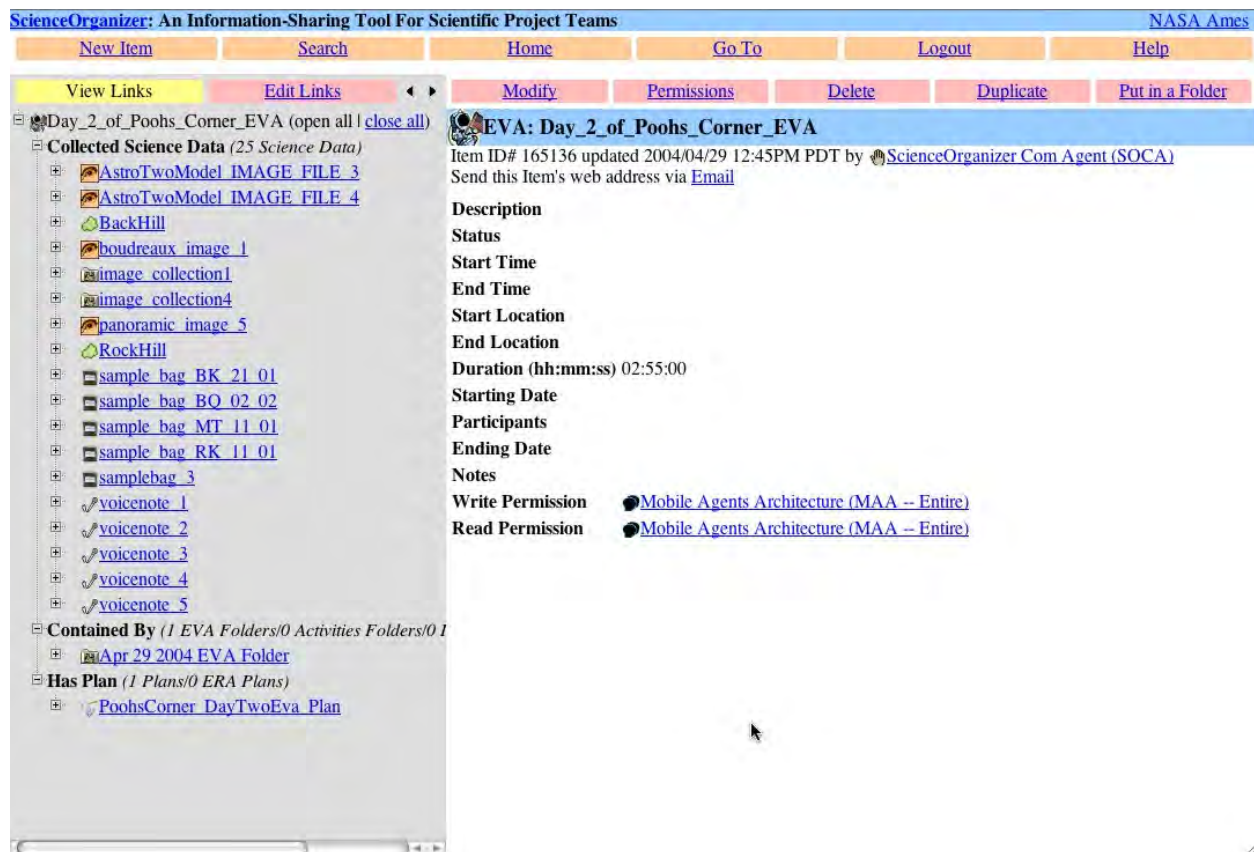 ScienceOrganizer: An Information-Sharing Tool For Scientific Project Teams NASA Ames
New Item Search Home Go To Logout Help
View Links Edit Links
Day_2_of_Poohs_Corner_EVA (open all | close all)
Collected Science Data (25 Science Data)
AstroTwoModel_IMAGE_FILE_3
AstroTwoModel_IMAGE_FILE_4
BackHill
boudreaux_image_1
image_collection1
image_collection4
panoramic_image_5
RockHill
sample_bag_BK_21_01
sample_bag_BQ_02_02
sample_bag_MT_11_01
sample_bag_RK_11_01
samplebag_3
voicenote_1
voicenote_2
voicenote_3
voicenote_4
voicenote_5
Contained By (1 EVA Folders/0 Activities Folders/0
Apr 29 2004 EVA Folder
Has Plan (1 Plans/0 ERA Plans)
PoohsCorner_DayTwoEva_Plan
Modify Permissions Delete Duplicate Put in a Folder
EVA: Day_2_of_Poohs_Corner_EVA
Item ID# 165136 updated 2004/04/29 12:45PM PDT by ScienceOrganizer Com Agent (SOCA)
Send this Item's web address via Email
Description
Status
Start Time
End Time
Start Location
End Location
Duration (hh:mm:ss) 02:55:00
Starting Date
Participants
Ending Date
Notes
Write Permission Mobile Agents Architecture (MAA -- Entire)
Read Permission Mobile Agents Architecture (MAA -- Entire)